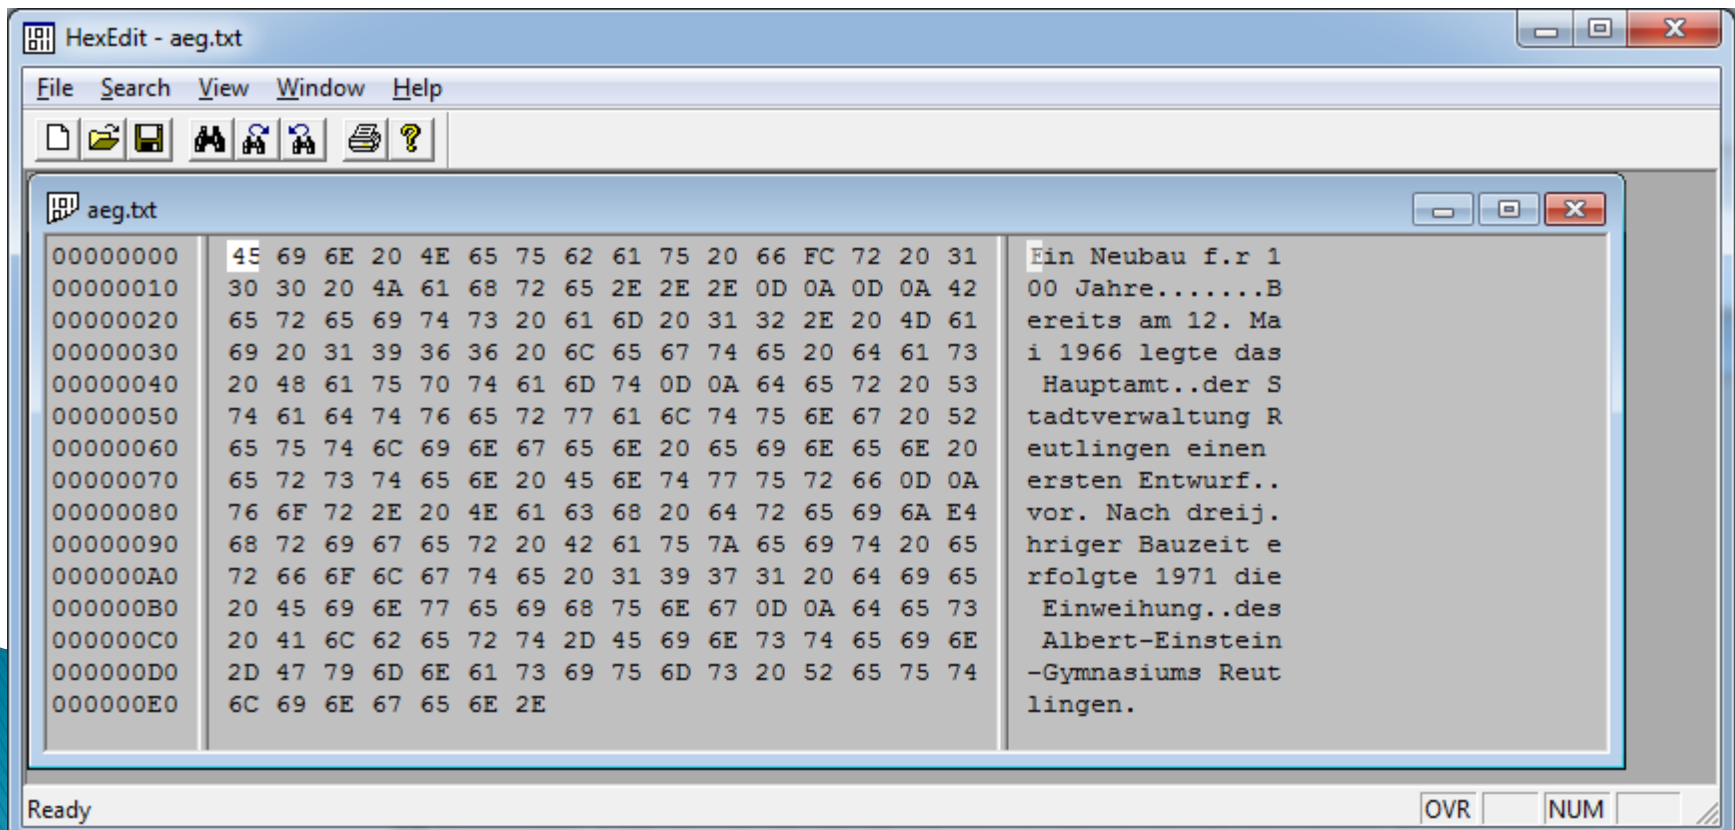 HexEdit - aeg.txt
File Search View Window Help
aeg.txt
00000000 45 69 6E 20 4E 65 75 62 61 75 20 66 FC 72 20 31 Ein Neubau f.r 1
00000010 30 30 20 4A 61 68 72 65 2E 2E 2E 0D 0A 0D 0A 42 00 Jahre.......B
00000020 65 72 65 69 74 73 20 61 6D 20 31 32 2E 20 4D 61 ereits am 12. Ma
00000030 69 20 31 39 36 36 20 6C 65 67 74 65 20 64 61 73 i 1966 legte das
00000040 20 48 61 75 70 74 61 6D 74 0D 0A 64 65 72 20 53 Hauptamt..der S
00000050 74 61 64 74 76 65 72 77 61 6C 74 75 6E 67 20 52 tadtverwaltung R
00000060 65 75 74 6C 69 6E 67 65 6E 20 65 69 6E 65 6E 20 eutlingen einen
00000070 65 72 73 74 65 6E 20 45 6E 74 77 75 72 66 0D 0A ersten Entwurf..
00000080 76 6F 72 2E 20 4E 61 63 68 20 64 72 65 69 6A E4 vor. Nach dreij.
00000090 68 72 69 67 65 72 20 42 61 75 7A 65 69 74 20 65 hriger Bauzeit e
000000A0 72 66 6F 6C 67 74 65 20 31 39 37 31 20 64 69 65 rfolgte 1971 die
000000B0 20 45 69 6E 77 65 69 68 75 6E 67 0D 0A 64 65 73 Einweihung..des
000000C0 20 41 6C 62 65 72 74 2D 45 69 6E 73 74 65 69 6E Albert-Einstein
000000D0 2D 47 79 6D 6E 61 73 69 75 6D 73 20 52 65 75 74 -Gymnasiums Reut
000000E0 6C 69 6E 67 65 6E 2E lingen.
Ready OVR NUM